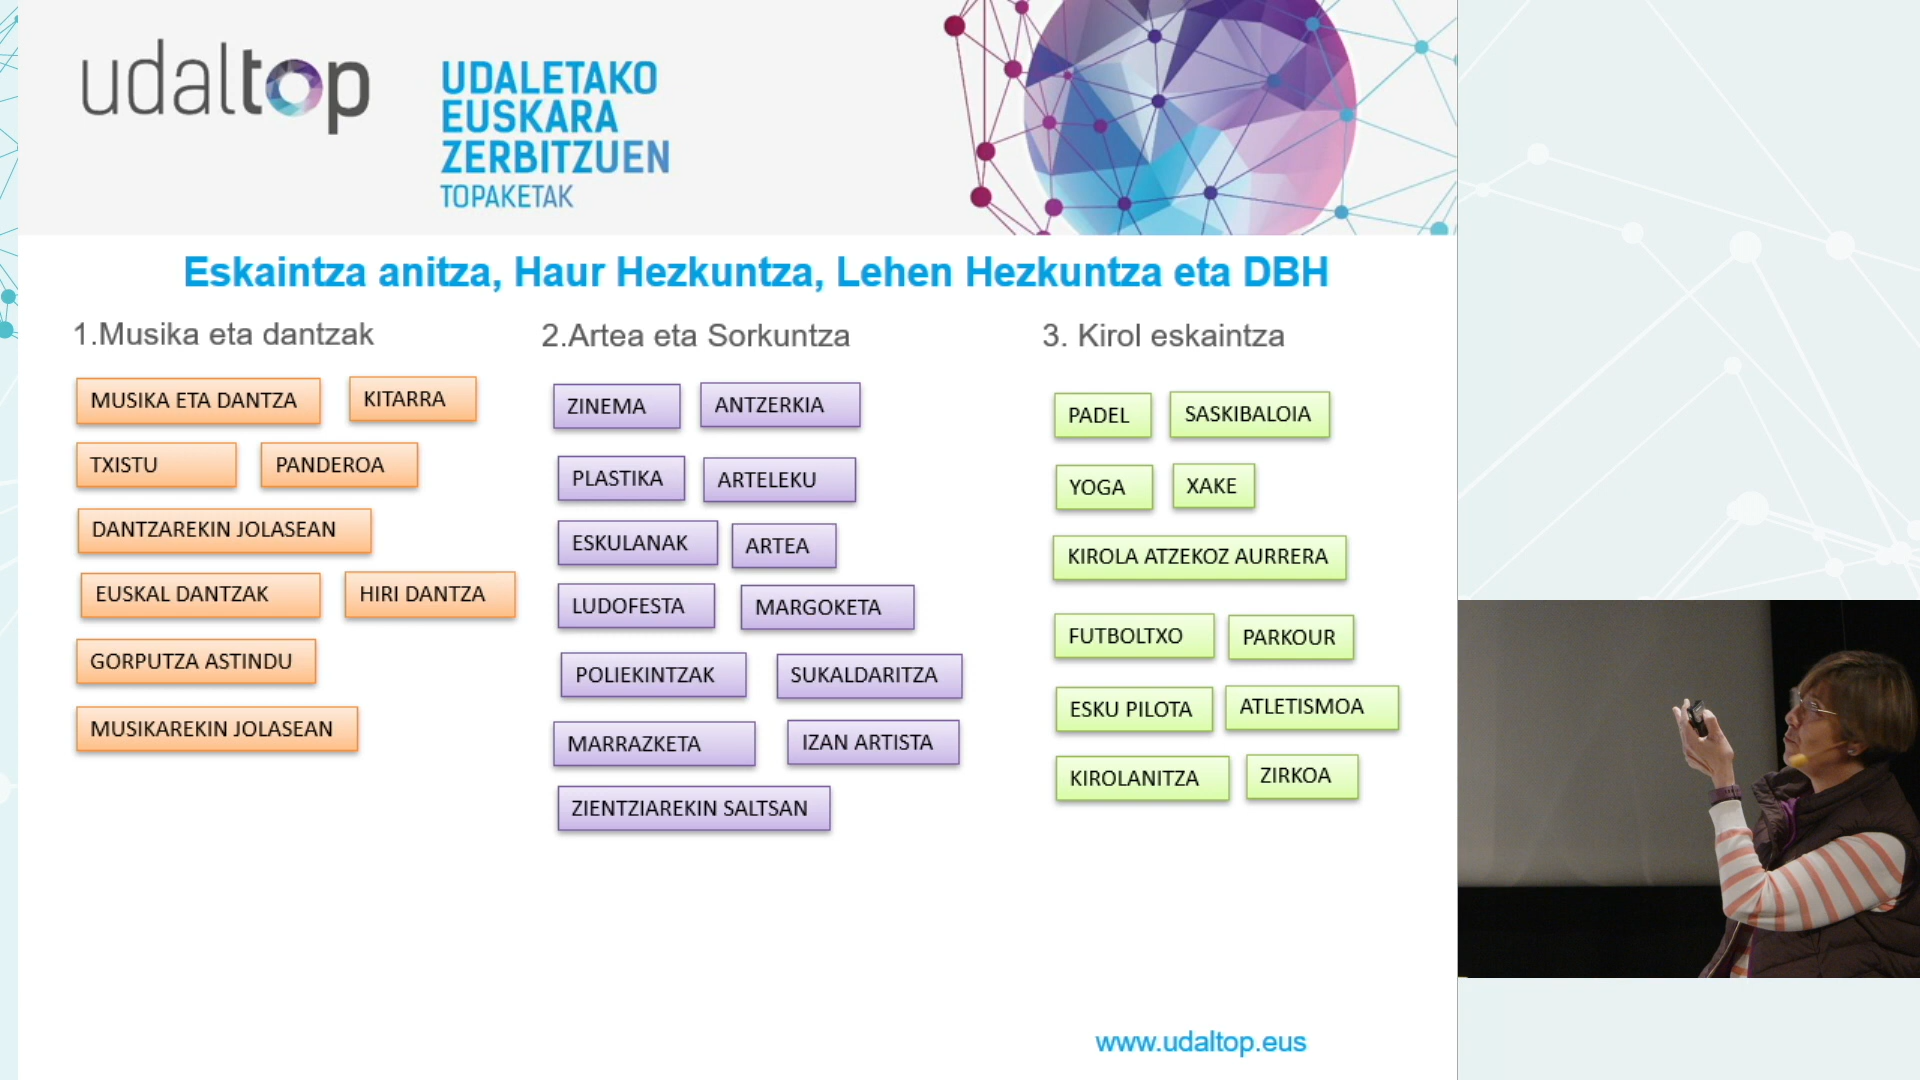 udaltop
UDALETAKO
EUSKARA
ZERBITZUEN
TOPAKETAK
Eskaintza anitza, Haur Hezkuntza, Lehen Hezkuntza eta DBH
1.Musika eta dantzak
MUSIKA ETA DANTZA
KITARRA
TXISTU
PANDEROA
DANTZAREKIN JOLASEAN
EUSKAL DANTZAK
HIRI DANTZA
GORPUTZA ASTINDU
MUSIKAREKIN JOLASEAN
2.Artea eta Sorkuntza
ZINEMA
ANTZERKIA
PLASTIKA
ARTELEKU
ESKULANAK
ARTEA
LUDOFESTA
MARGOKETA
POLIEKINTZAK
SUKALDARITZA
MARRAZKETA
IZAN ARTISTA
ZIENTZIAREKIN SALTSAN
3. Kirol eskaintza
PADEL
SASKIBALOIA
YOGA
XAKE
KIROLA ATZEKOZ AURRERA
FUTBOLTXO
PARKOUR
ESKU PILOTA
ATLETISMOA
KIROLANITZA
ZIRKOA
www.udaltop.eus